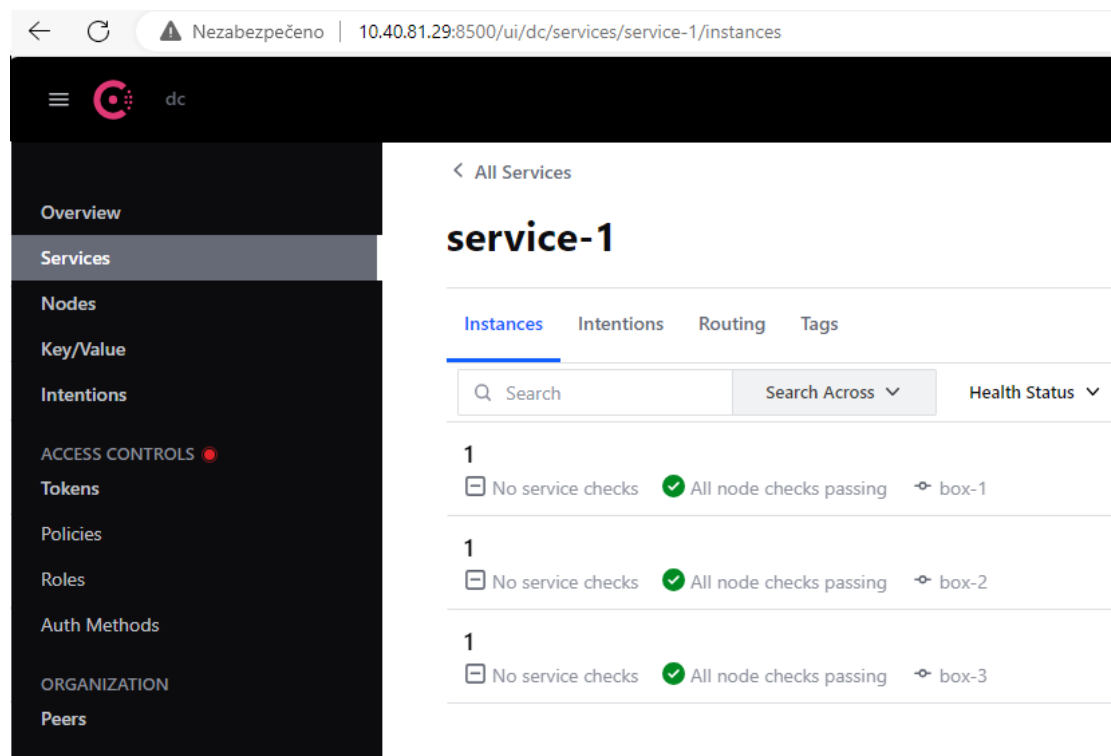 Nezabezpečeno | 10.40.81.29:8500/ui/dc/services/service-1/instances
dc
Overview
Services
Nodes
Key/Value
Intentions
ACCESS CONTROLS
Tokens
Policies
Roles
Auth Methods
ORGANIZATION
Peers
All Services
service-1
Instances Intentions Routing Tags
Search Search Across Health Status
1
No service checks All node checks passing box-1
1
No service checks All node checks passing box-2
1
No service checks All node checks passing box-3